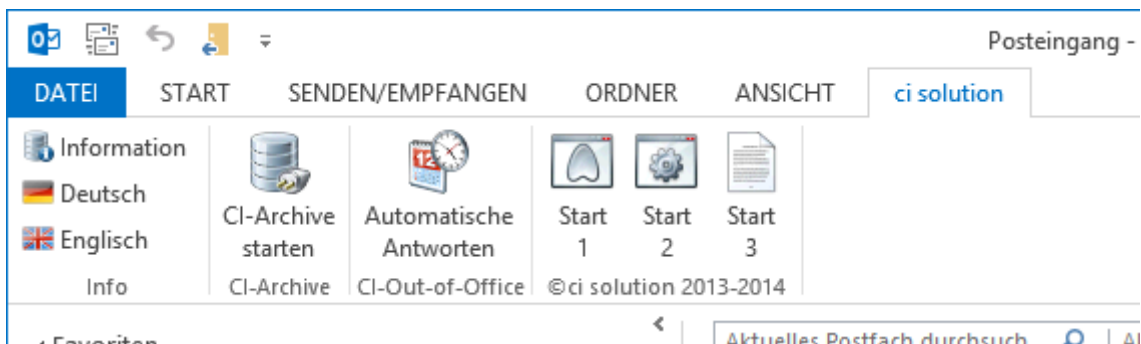 Posteingang -
DATEI START SENDEN/EMPFANGEN ORDNER ANSICHT ci solution
Information
Deutsch
Englisch
Info
CI-Archive
starten
CI-Archive
Automatische
Antworten
CI-Out-of-Office
Start
1
Start
2
Start
3
©ci solution 2013-2014
Favoriten
Aktuelles Postfach durchsuch